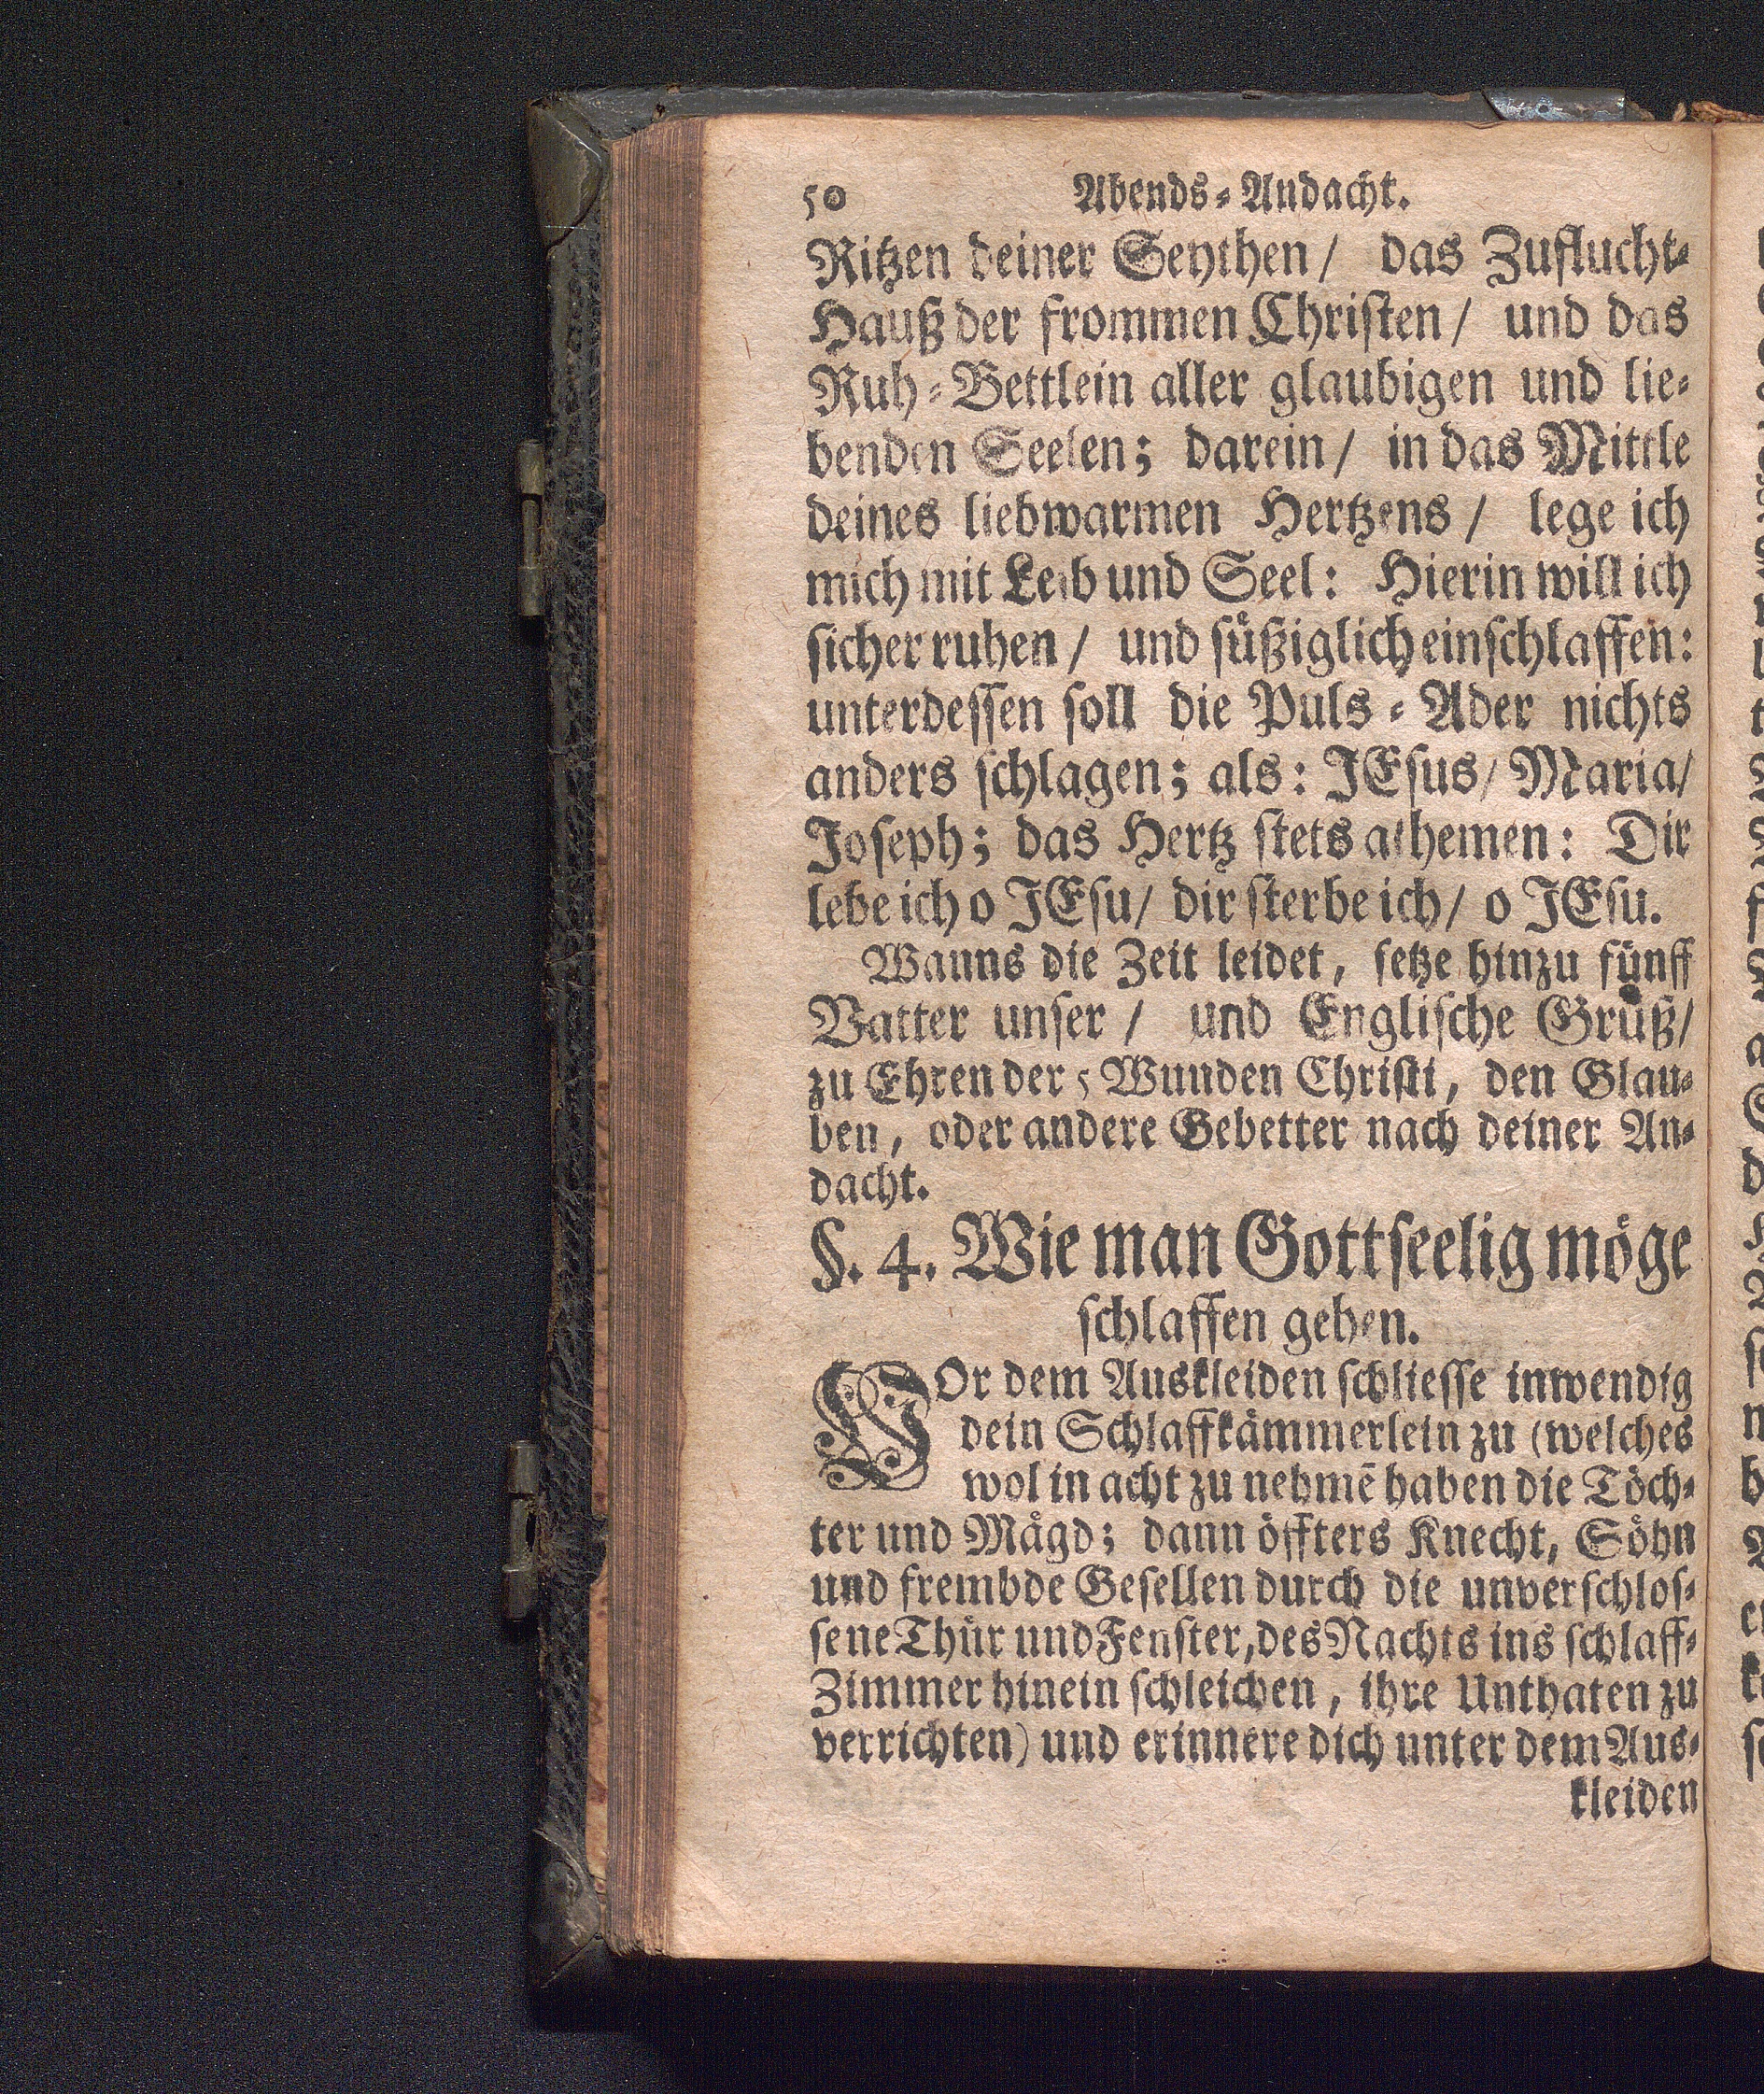 50 Abends-Andacht.
Ritzen deiner Seythen / das Zuflucht-
Hauß der frommen Christen / und das
Ruh-Bettlein aller glaubigen und lie-
benden Seelen; darein / in das Mittle
deines liebwarmen Hertzens / lege ich
mich mit Leib und Seel: Hierin will ich
sicher ruhen / und süßiglich einschlaffen:
unterdessen soll die Puls-Ader nichts
anders schlagen; als: JEsus / Maria /
Joseph; das Hertz stets athemen: Dir
lebe ich o JEsu / dir sterbe ich / o JEsu.
Wanns die Zeit leidet, setze hinzu fünff
Vatter unser / und Englische Grüß /
zu Ehren der 5 Wunden Christi, den Glau-
ben, oder andere Gebetter nach deiner An-
dacht.
§. 4. Wie man Gottseelig möge
schlaffen gehen.
VOr dem Auskleiden schliesse inwendig
dein Schlaffkämmerlein zu (welches
wol in acht zu nehmē haben die Töch-
ter und Mägd; dann öffters Knecht, Söhn
und frembde Gesellen durch die unverschlos-
sene Thür und Fenster, des Nachts ins schlaff-
Zimmer hinein schleichen, ihre Unthaten zu
verrichten) und erinnere dich unter dem Aus-
kleiden